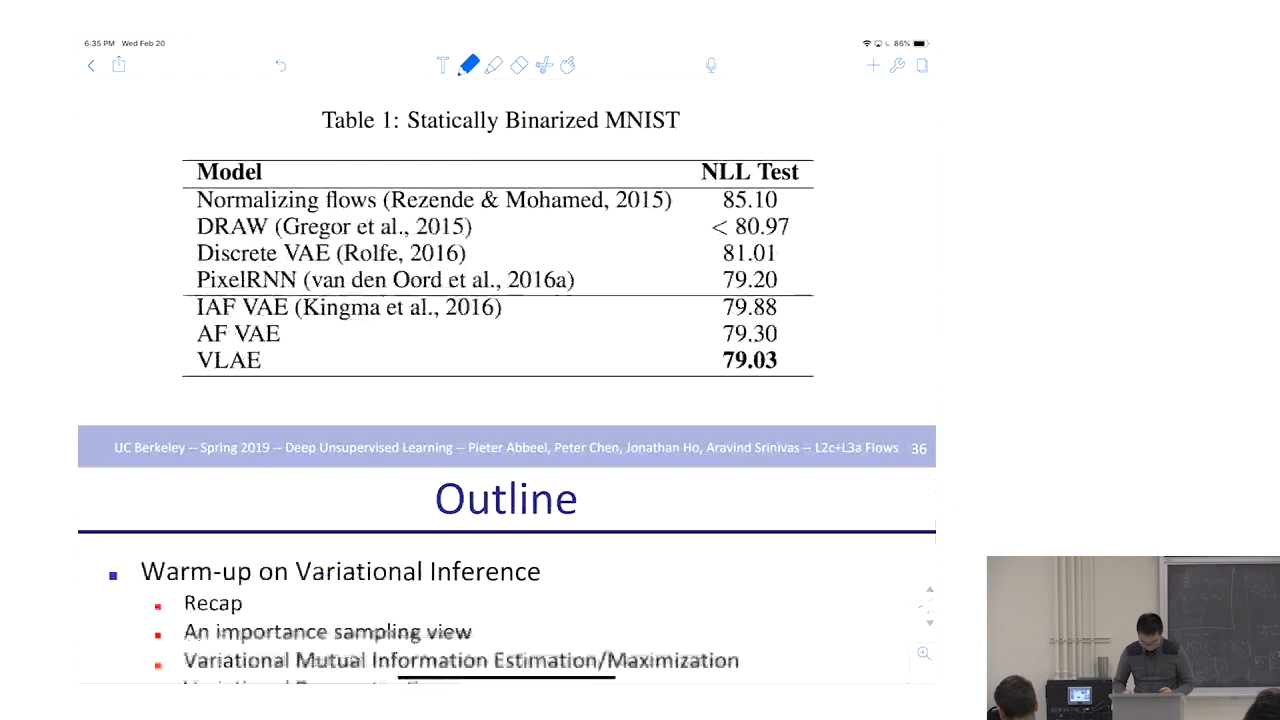 6:35 PM Wed Feb 20
86%
Table 1: Statically Binarized MNIST
Model NLL Test
Normalizing flows (Rezende & Mohamed, 2015) 85.10
DRAW (Gregor et al., 2015) < 80.97
Discrete VAE (Rolfe, 2016) 81.01
PixelRNN (van den Oord et al., 2016a) 79.20
IAF VAE (Kingma et al., 2016) 79.88
AF VAE 79.30
VLAE 79.03
UC Berkeley -- Spring 2019 -- Deep Unsupervised Learning -- Pieter Abbeel, Peter Chen, Jonathan Ho, Aravind Srinivas -- L2c+L3a Flows 36
Outline
Warm-up on Variational Inference
Recap
An importance sampling view
Variational Mutual Information Estimation/Maximization